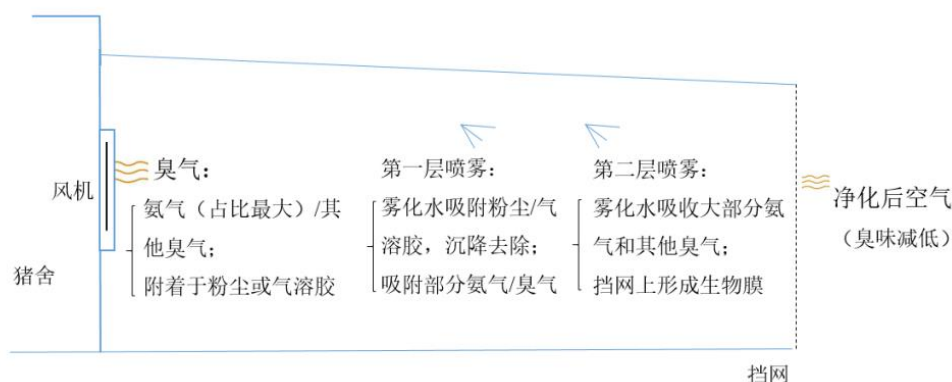 风机
猪舍
臭气：
氨气（占比最大）/其
他臭气；
附着于粉尘或气溶胶
第一层喷雾：
雾化水吸附粉尘/气
溶胶，沉降去除；
吸附部分氨气/臭气
第二层喷雾：
雾化水吸收大部分氨
气和其他臭气；
挡网上形成生物膜
净化后空气
（臭味减低）
挡网